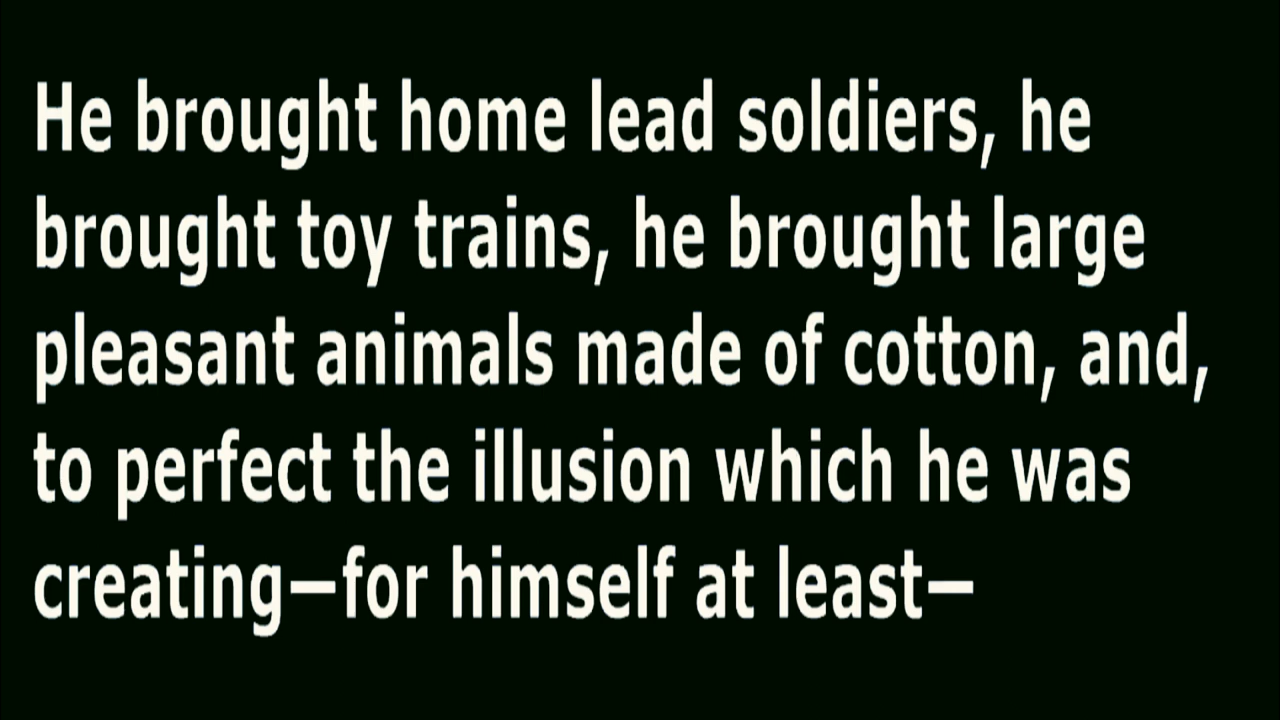 He brought home lead soldiers, he
brought toy trains, he brought large
pleasant animals made of cotton, and,
to perfect the illusion which he was
creating—for himself at least—